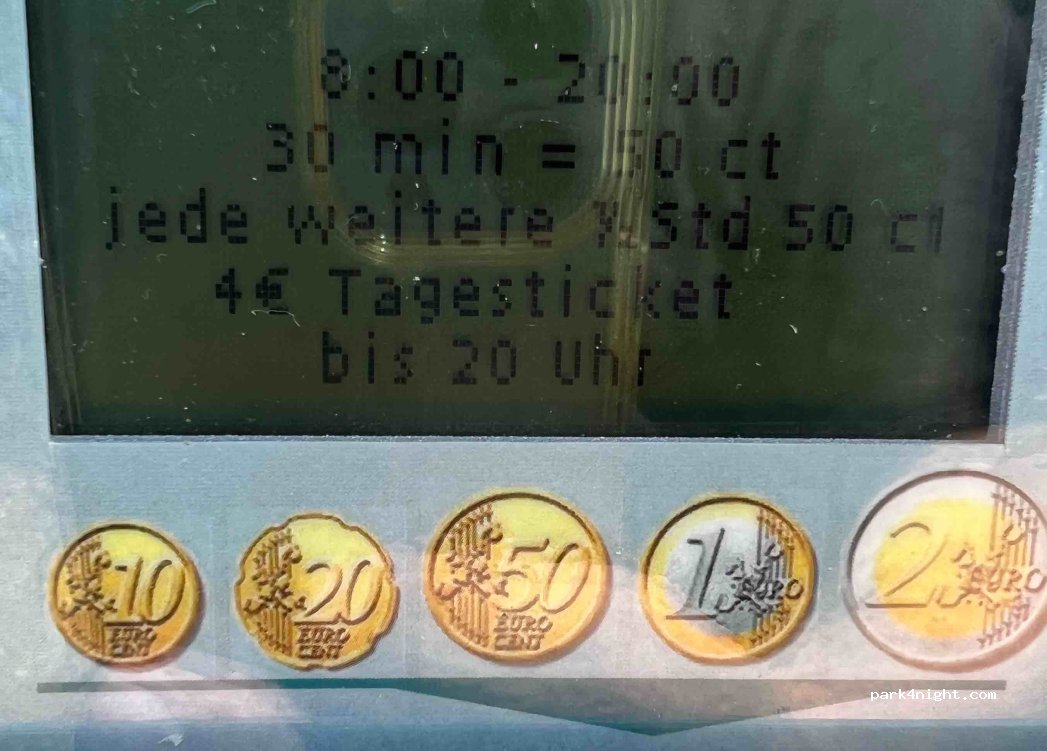 8:00 - 20:00
30 min = 50 ct
jede weitere ½ Std 50 ct
4€ Tagesticket
bis 20 Uhr
10 EURO CENT
20 EURO CENT
50 EURO CENT
1 EURO
2 EURO
park4night.com